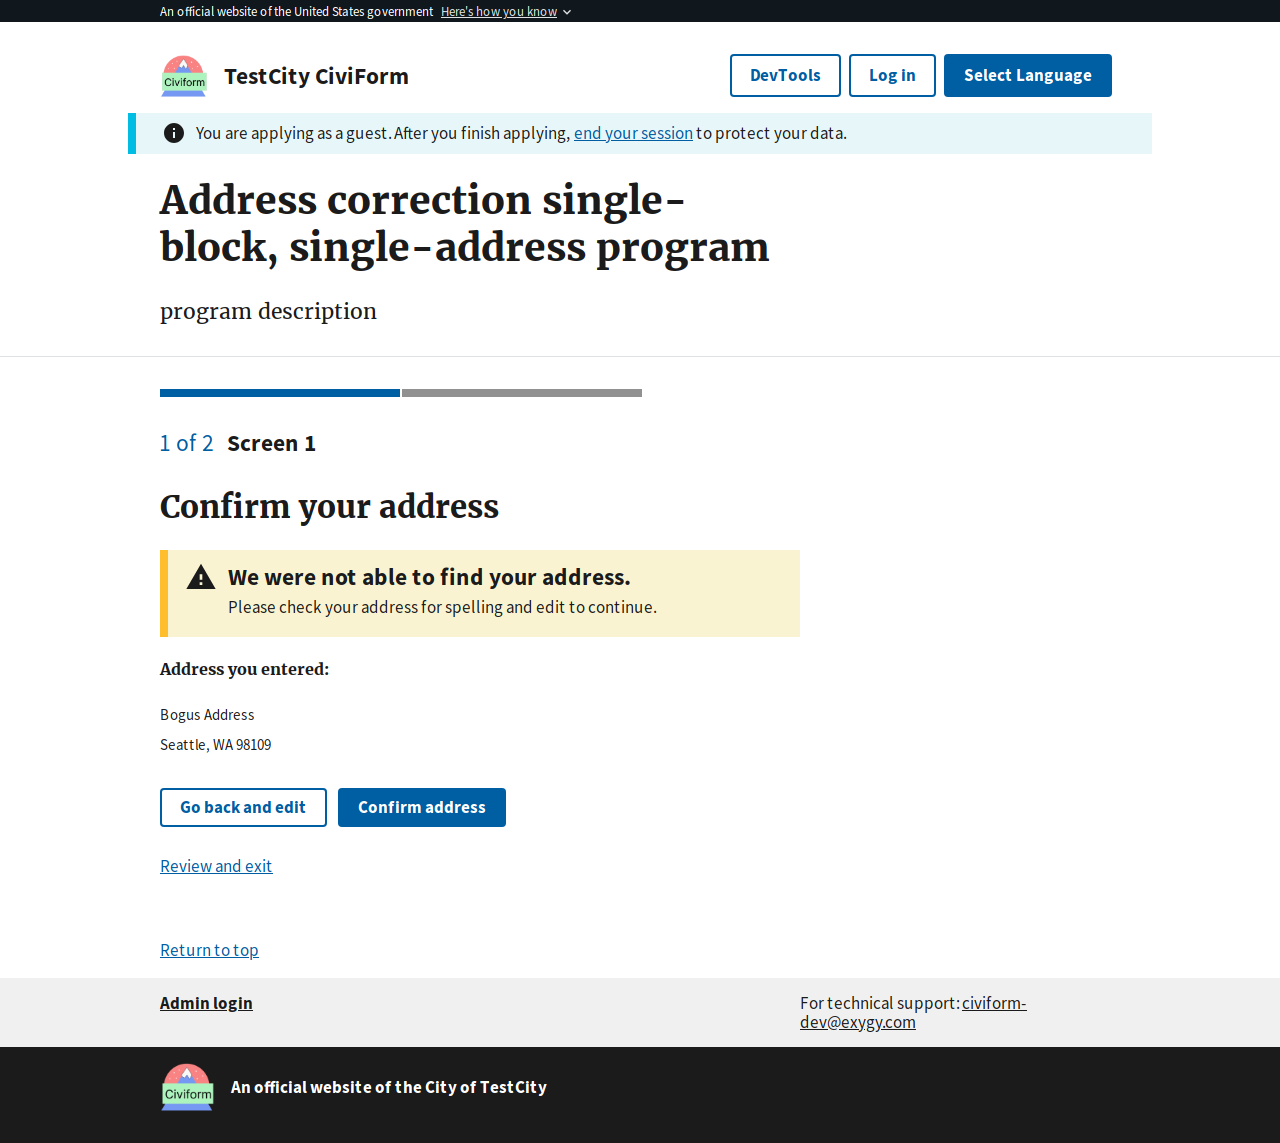 An official website of the United States government Here's how you know
Civiform TestCity CiviForm DevTools Log in Select Language
You are applying as a guest. After you finish applying, end your session to protect your data.
Address correction single-
block, single-address program
program description
1 of 2 Screen 1
Confirm your address
We were not able to find your address.
Please check your address for spelling and edit to continue.
Address you entered:
Bogus Address
Seattle, WA 98109
Go back and edit Confirm address
Review and exit
Return to top
Admin login For technical support: civiform-
dev@exygy.com
Civiform An official website of the City of TestCity